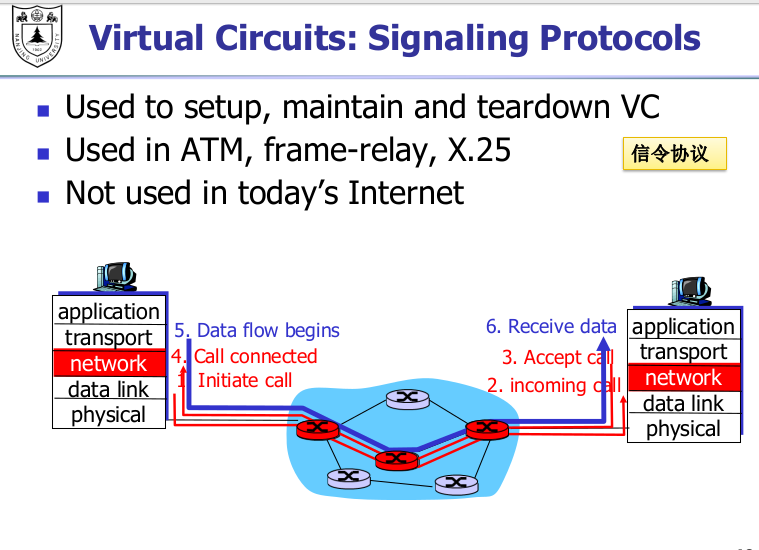 Virtual Circuits: Signaling Protocols
Used to setup, maintain and teardown VC
Used in ATM, frame-relay, X.25
信令协议
Not used in today's Internet
application
transport
network
data link
physical
5. Data flow begins
4. Call connected
1. Initiate call
6. Receive data
3. Accept call
2. incoming call
application
transport
network
data link
physical